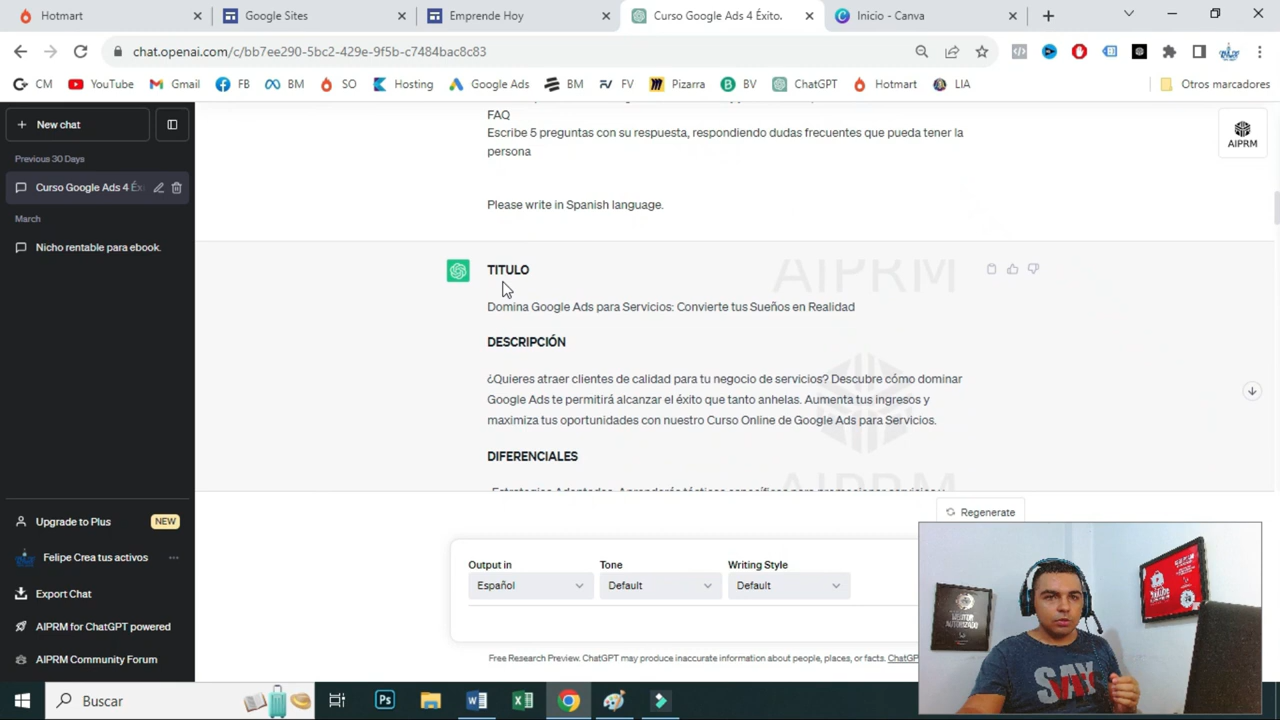 Hotmart
Google Sites
Emprende Hoy
Curso Google Ads 4 Éxito.
Inicio - Canva
chat.openai.com/c/bb7ee290-5bc2-429e-9f5b-c7484bac8c83
CM
YouTube
Gmail
FB
BM
SO
Hosting
Google Ads
BM
FV
Pizarra
BV
ChatGPT
Hotmart
LIA
Otros marcadores
New chat
Previous 30 Days
Curso Google Ads 4 Éx
March
Nicho rentable para ebook.
Upgrade to Plus
NEW
Felipe Crea tus activos
Export Chat
AIPRM for ChatGPT powered
AIPRM Community Forum
AIPRM
FAQ
Escribe 5 preguntas con su respuesta, respondiendo dudas frecuentes que pueda tener la
persona
Please write in Spanish language.
AIPRM
TITULO
Domina Google Ads para Servicios: Convierte tus Sueños en Realidad
DESCRIPCIÓN
¿Quieres atraer clientes de calidad para tu negocio de servicios? Descubre cómo dominar
Google Ads te permitirá alcanzar el éxito que tanto anhelas. Aumenta tus ingresos y
maximiza tus oportunidades con nuestro Curso Online de Google Ads para Servicios.
DIFERENCIALES
Regenerate
Output in
Tone
Writing Style
Español
Default
Default
Free Research Preview. ChatGPT may produce inaccurate information about people, places, or facts. ChatGP
SAY
Ps
Buscar